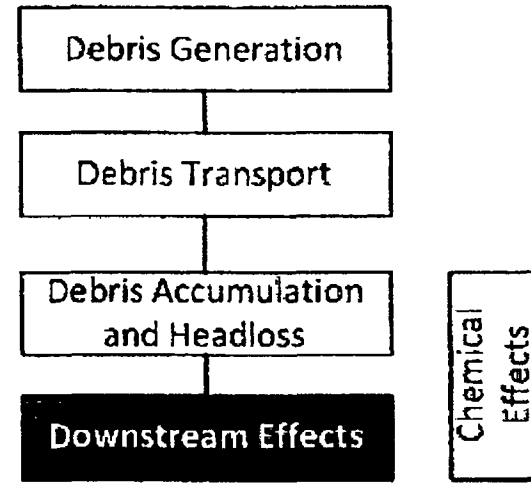 Debris Generation
Debris Transport
Debris Accumulation
and Headloss
Downstream Effects
Chemical
Effects